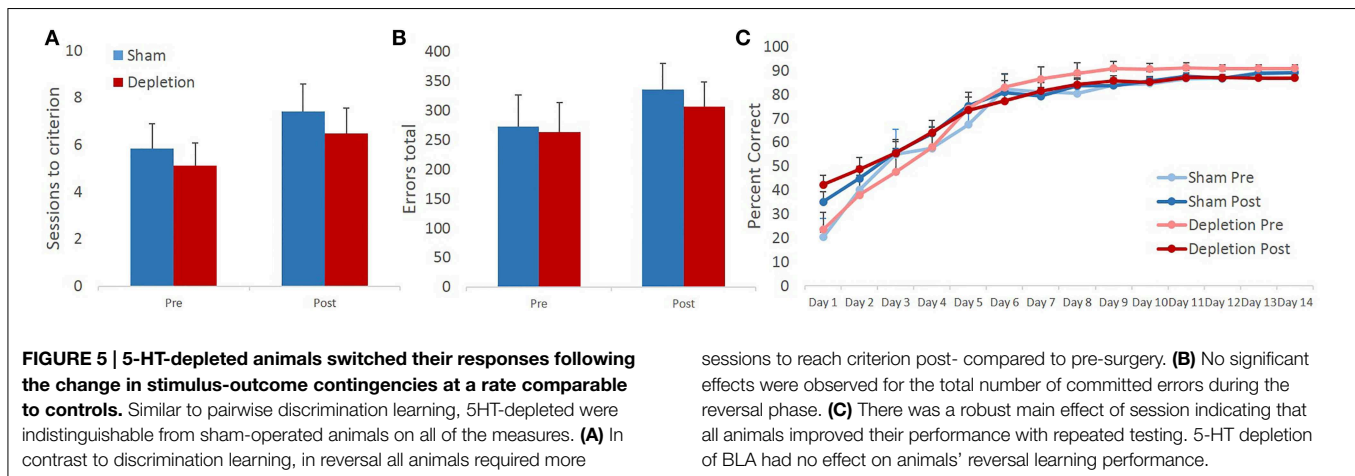 A
10
8
6
4
2
0
Sessions to criterion
Sham
Depletion
Pre
Post
B
400
350
300
250
200
150
100
50
0
Errors total
Pre
Post
C
100
90
80
70
60
50
40
30
20
10
0
Percent Correct
Sham Pre
Sham Post
Depletion Pre
Depletion Post
Day 1 Day 2 Day 3 Day 4 Day 5 Day 6 Day 7 Day 8 Day 9 Day 10 Day 11 Day 12 Day 13 Day 14
FIGURE 5 | 5-HT-depleted animals switched their responses following
the change in stimulus-outcome contingencies at a rate comparable
to controls. Similar to pairwise discrimination learning, 5HT-depleted were
indistinguishable from sham-operated animals on all of the measures. (A) In
contrast to discrimination learning, in reversal all animals required more
sessions to reach criterion post- compared to pre-surgery. (B) No significant
effects were observed for the total number of committed errors during the
reversal phase. (C) There was a robust main effect of session indicating that
all animals improved their performance with repeated testing. 5-HT depletion
of BLA had no effect on animals' reversal learning performance.